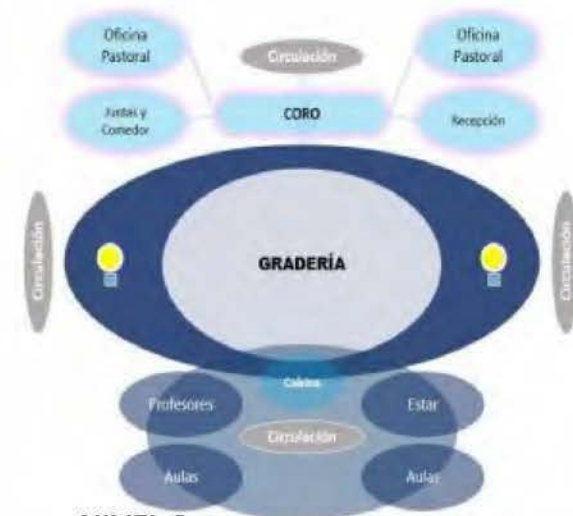 Oficina
Pastoral
Oficina
Pastoral
Circulación
Juntas y
Comedor
CORO
Recepción
Circulación
GRADERÍA
Circulación
Profesores
Estar
Circulación
Aulas
Aulas